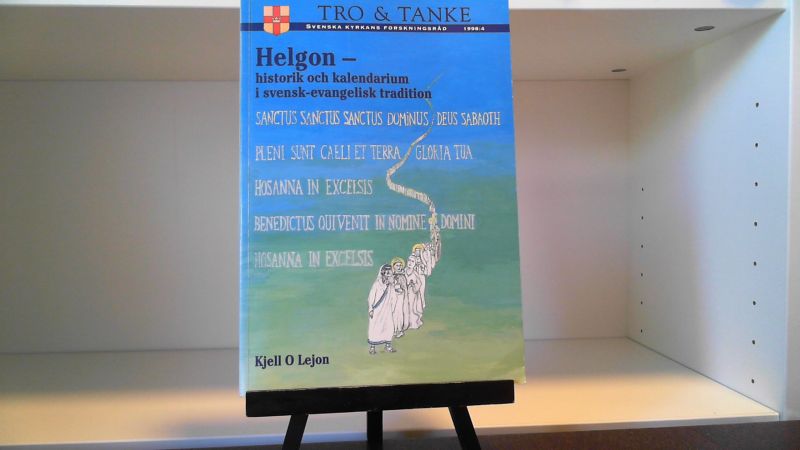 TRO & TANKE
SVENSKA KYRKANS FORSKNINGSRÅD 1998:4
Helgon –
historik och kalendarium
i svensk-evangelisk tradition
SANCTUS SANCTUS SANCTUS DOMINUS DEUS SABAOTH
PLENI SUNT CAELI ET TERRA GLORIA TUA
HOSANNA IN EXCELSIS
BENEDICTUS QUI VENIT IN NOMINE DOMINI
HOSANNA IN EXCELSIS
Kjell O Lejon